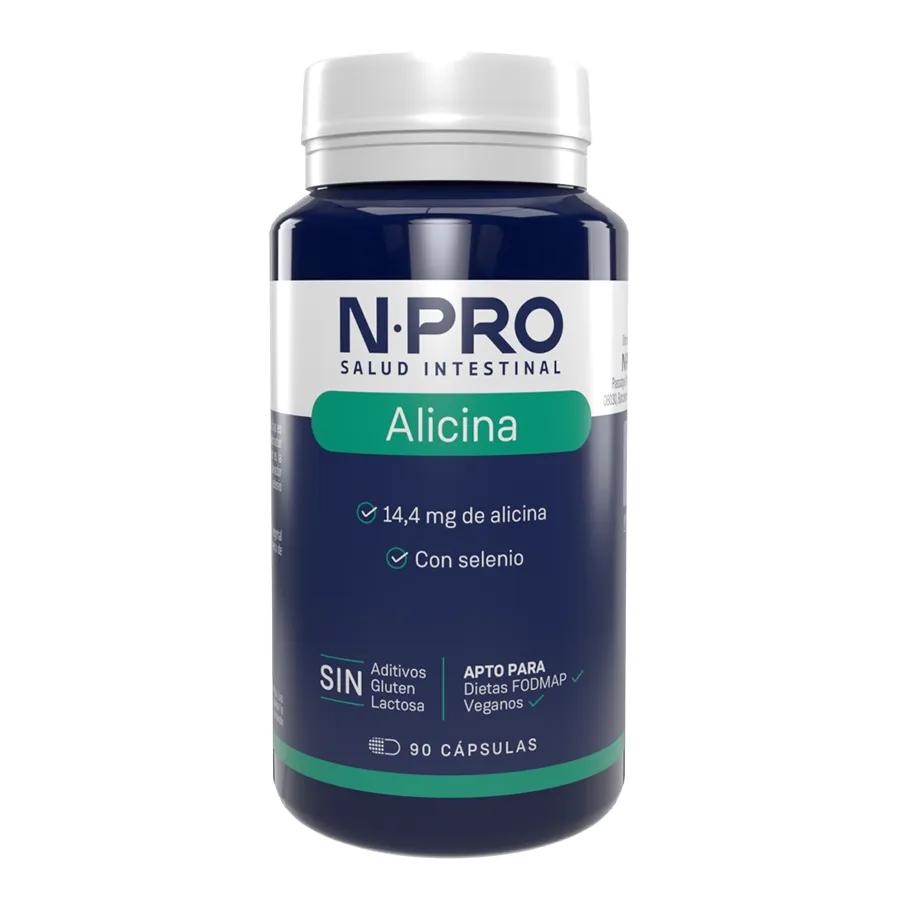 N·PRO
SALUD INTESTINAL
Alicina
14,4 mg de alicina
Con selenio
SIN
Aditivos
Gluten
Lactosa
APTO PARA
Dietas FODMAP
Veganos
90 CÁPSULAS